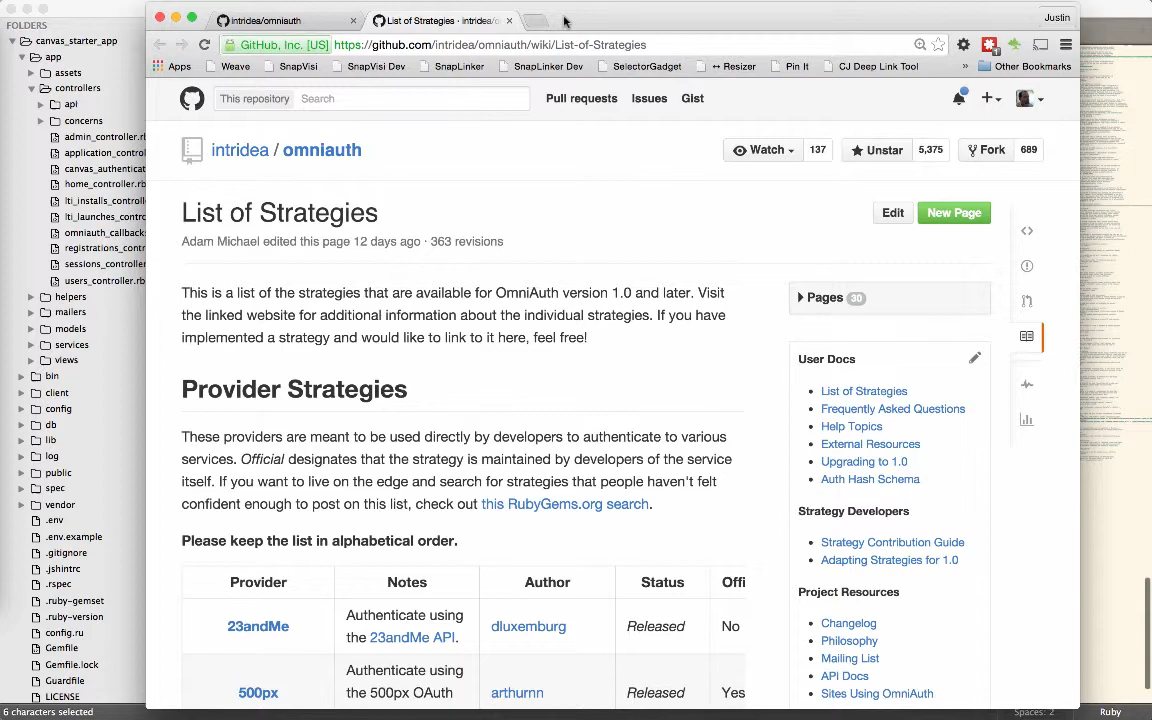 intridea/omniauth
List of Strategies · intridea/o
Justin
GitHub, Inc. [US] https://github.com/intridea/omniauth/wiki/List-of-Strategies
Apps Weave SnapVisi SnapLinker SnapLinker Dev SelectorGadget ↔ Resizer Pin It CJ Deep Link Tool » Other Bookmarks
This repository Search Pull requests Issues Gist
intridea / omniauth
Watch 137 Unstar 5,375 Fork 689
List of Strategies
Edit New Page
Adam Michael edited this page 12 days ago · 363 revisions
This is a list of the strategies that are available for OmniAuth version 1.0 and later. Visit
the linked website for additional information about the individual strategies. If you have
implemented a strategy and would like to link to it here, feel free!
Provider Strategies
These providers are meant to be used directly by developers to authenticate to various
services. Official designates that a strategy is maintained by developers of the service
itself. If you want to live on the edge and search for strategies that people haven't felt
confident enough to post on this list, check out this RubyGems.org search.
Please keep the list in alphabetical order.
Provider Notes Author Status Offi
23andMe Authenticate using the 23andMe API. dluxemburg Released No
500px Authenticate using the 500px OAuth arthurnn Released Yes
Pages 30
User Docs
List of Strategies
Frequently Asked Questions
Help Topics
External Resources
Upgrading to 1.0
Auth Hash Schema
Strategy Developers
Strategy Contribution Guide
Adapting Strategies for 1.0
Project Resources
Changelog
Philosophy
Mailing List
API Docs
Sites Using OmniAuth
FOLDERS
canvas_starter_app
app
assets
controllers
api
concerns
admin_controller.rb
application_contro
canvas_authenticat
home_controller.rb
lti_installs_controlle
lti_launches_contro
omniauth_callback
registrations_contr
sessions_controller
users_controller.rb
helpers
mailers
models
services
views
bin
client
config
db
lib
log
public
spec
vendor
.env
.env.example
.gitignore
.jshintrc
.rspec
.ruby-gemset
.ruby-version
config.ru
Gemfile
Gemfile.lock
Guardfile
LICENSE
6 characters selected
Spaces: 2 Ruby